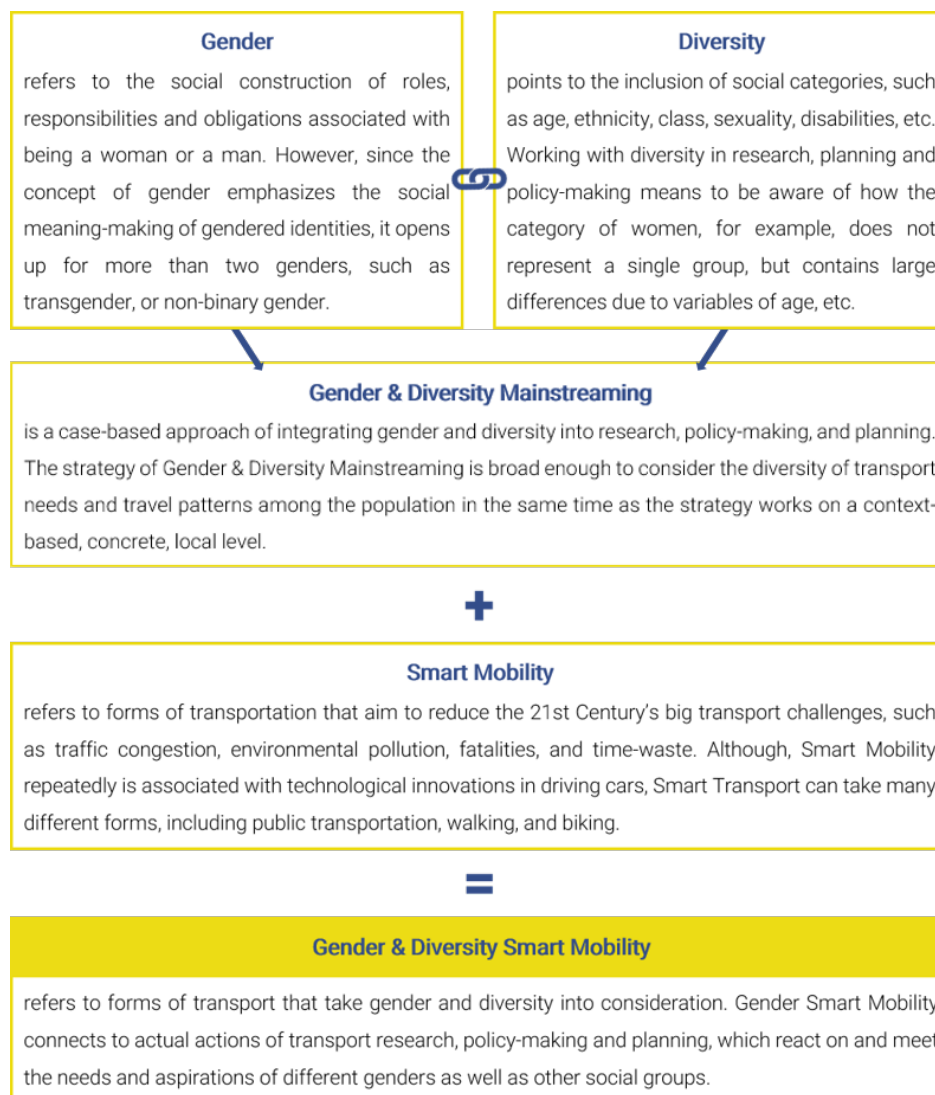 Gender
refers to the social construction of roles,
responsibilities and obligations associated with
being a woman or a man. However, since the
concept of gender emphasizes the social
meaning-making of gendered identities, it opens
up for more than two genders, such as
transgender, or non-binary gender.
Diversity
points to the inclusion of social categories, such
as age, ethnicity, class, sexuality, disabilities, etc.
Working with diversity in research, planning and
policy-making means to be aware of how the
category of women, for example, does not
represent a single group, but contains large
differences due to variables of age, etc.
Gender & Diversity Mainstreaming
is a case-based approach of integrating gender and diversity into research, policy-making, and planning.
The strategy of Gender & Diversity Mainstreaming is broad enough to consider the diversity of transport
needs and travel patterns among the population in the same time as the strategy works on a context-
based, concrete, local level.
+
Smart Mobility
refers to forms of transportation that aim to reduce the 21st Century's big transport challenges, such
as traffic congestion, environmental pollution, fatalities, and time-waste. Although, Smart Mobility
repeatedly is associated with technological innovations in driving cars, Smart Transport can take many
different forms, including public transportation, walking, and biking.
=
Gender & Diversity Smart Mobility
refers to forms of transport that take gender and diversity into consideration. Gender Smart Mobility
connects to actual actions of transport research, policy-making and planning, which react on and meet
the needs and aspirations of different genders as well as other social groups.